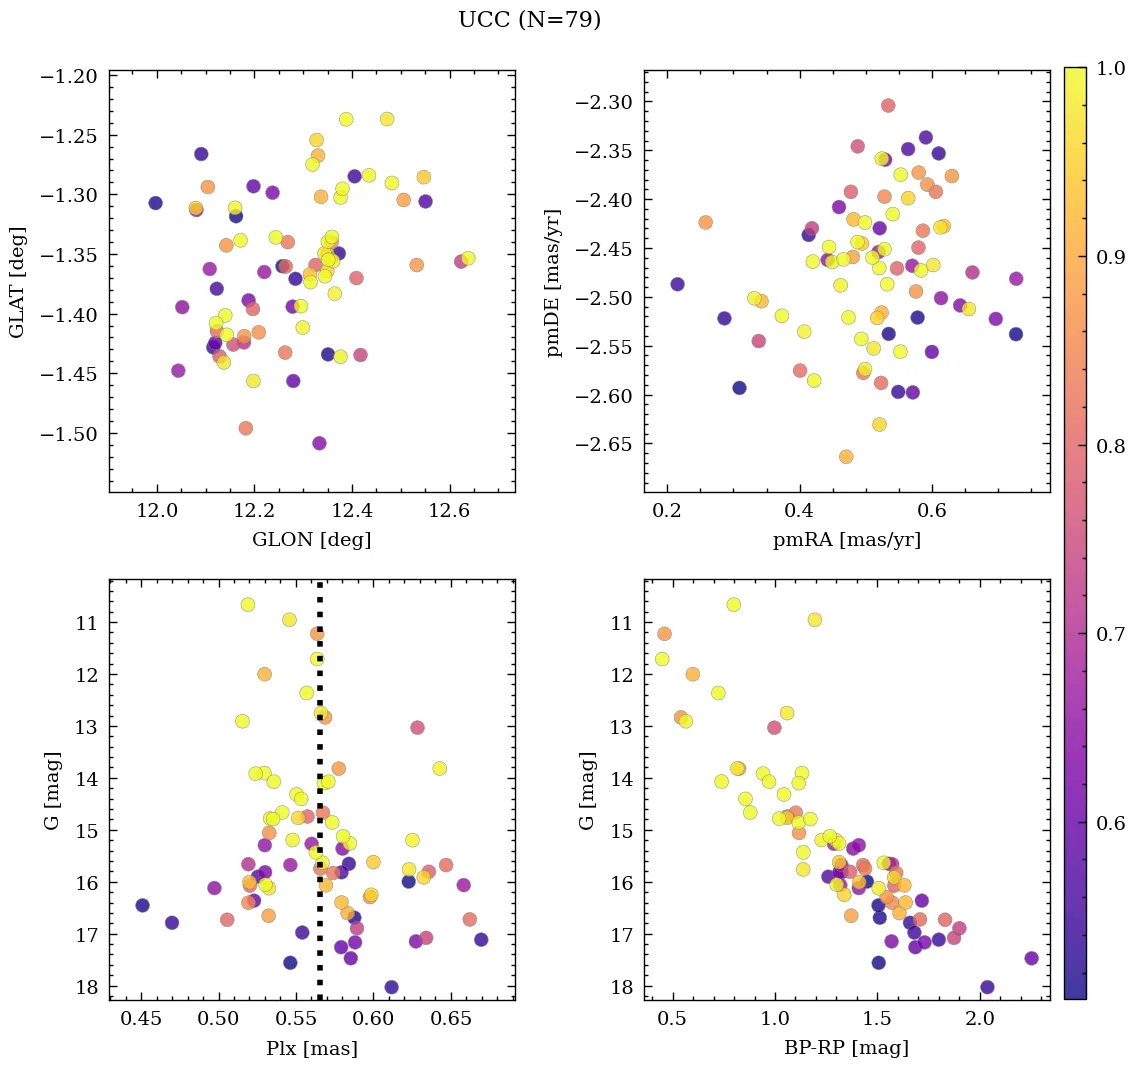 UCC (N=79)
−1.20
−1.25
−1.30
−1.35
−1.40
−1.45
−1.50
GLAT [deg]
12.0 12.2 12.4 12.6
GLON [deg]
−2.30
−2.35
−2.40
−2.45
−2.50
−2.55
−2.60
−2.65
pmDE [mas/yr]
0.2 0.4 0.6
pmRA [mas/yr]
11
12
13
14
15
16
17
18
G [mag]
0.45 0.50 0.55 0.60 0.65
Plx [mas]
11
12
13
14
15
16
17
18
G [mag]
0.5 1.0 1.5 2.0
BP-RP [mag]
1.0
0.9
0.8
0.7
0.6